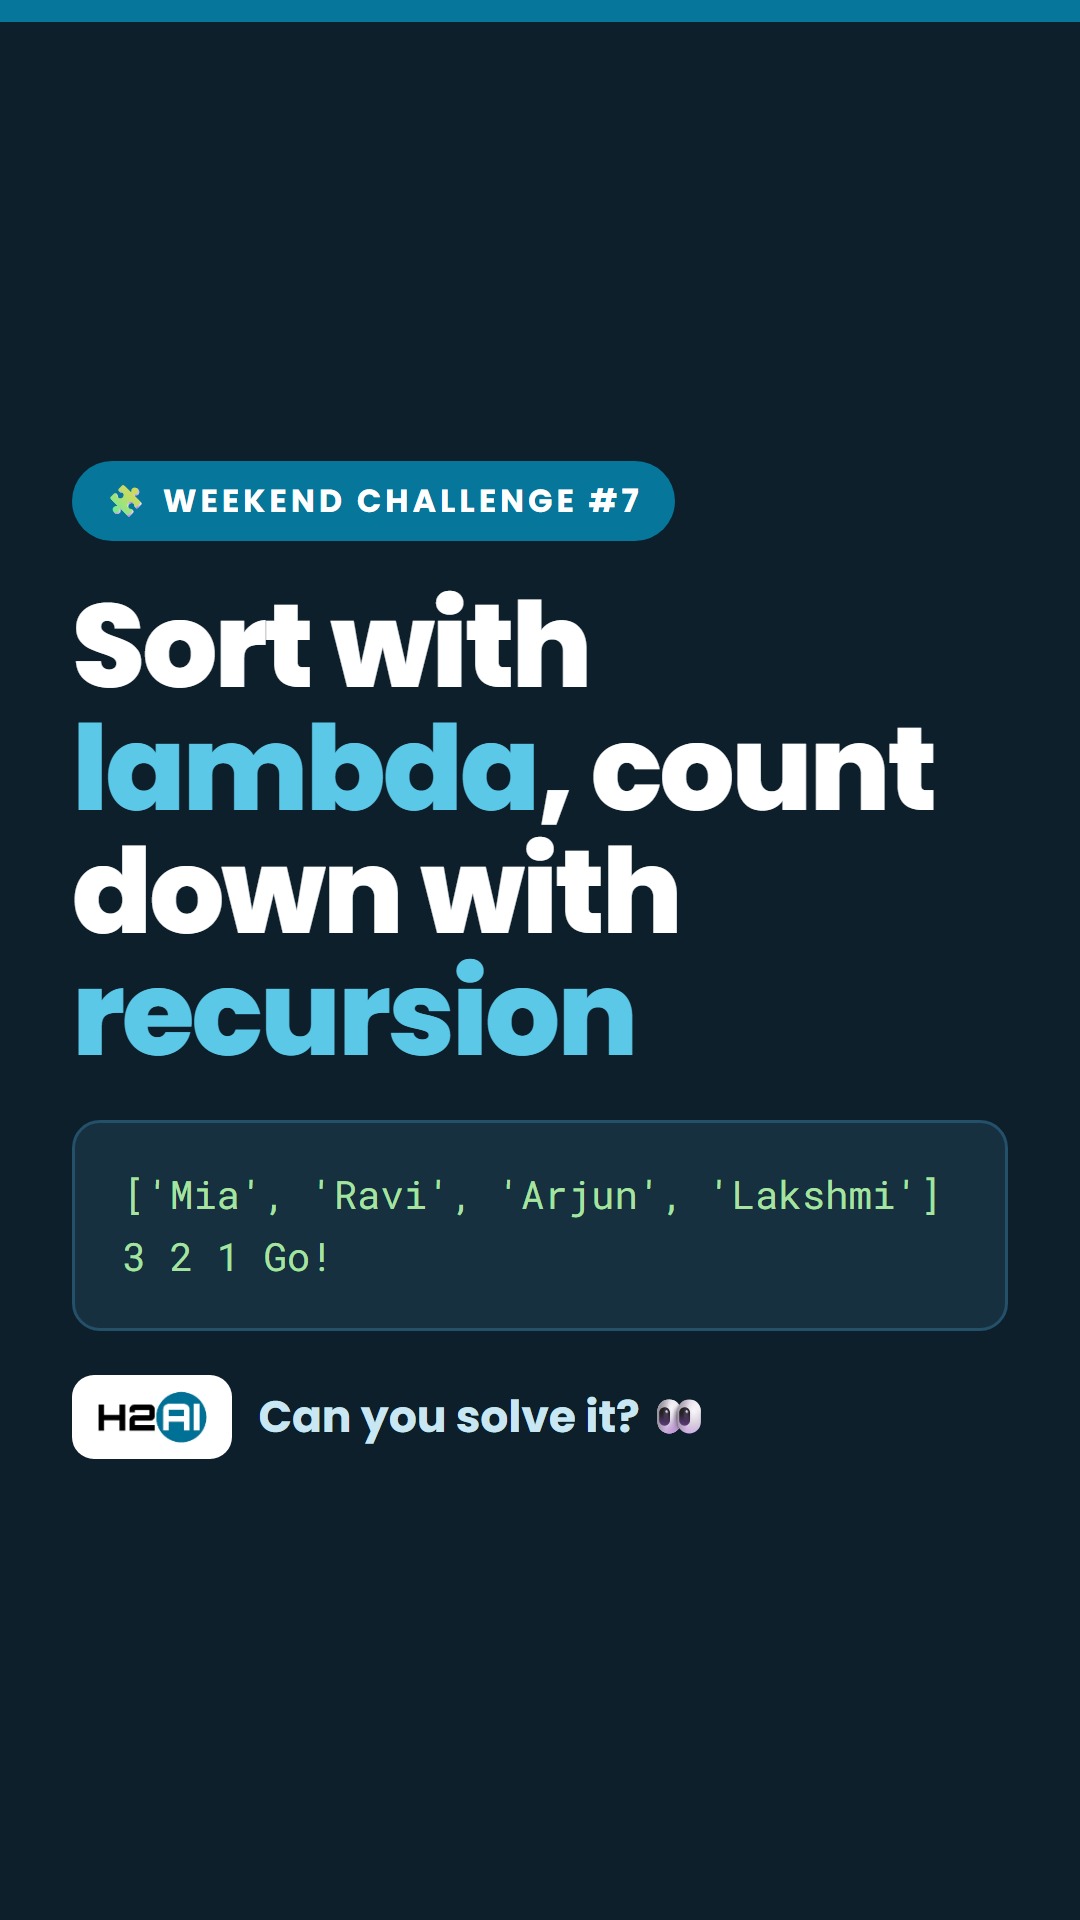 🧩 WEEKEND CHALLENGE #7
Sort with
lambda, count
down with
recursion
['Mia', 'Ravi', 'Arjun', 'Lakshmi']
3 2 1 Go!
H2AI Can you solve it? 👀